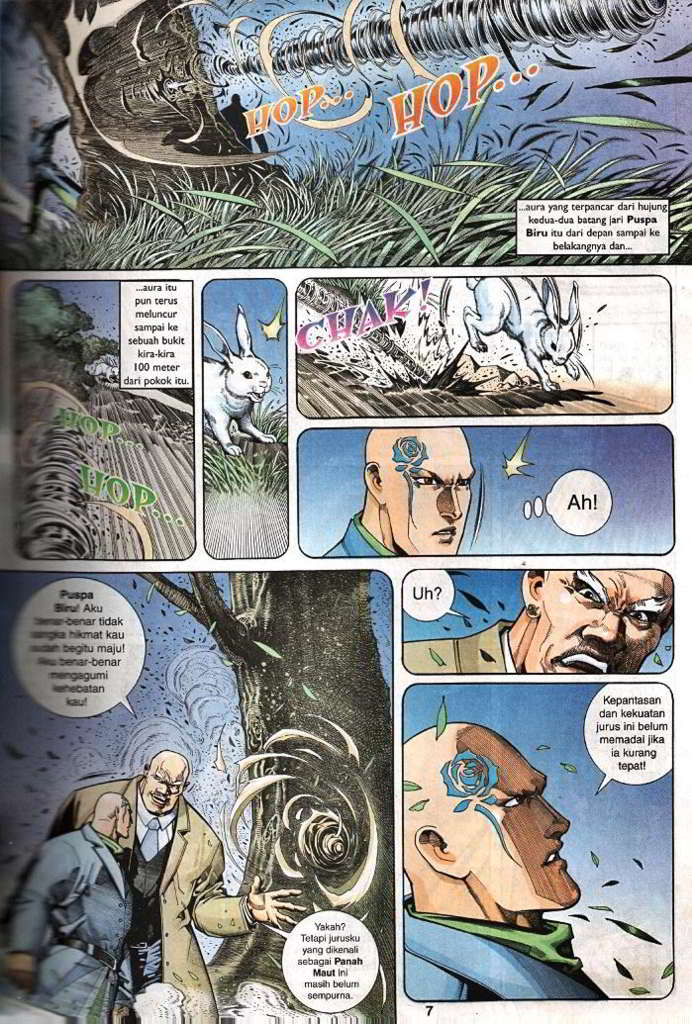 HOP...
HOP...
...aura yang terpancar dari hujung
kedua-dua batang jari Puspa
Biru itu dari depan sampai ke
belakangnya dan...
...aura itu
pun terus
meluncur
sampai ke
sebuah bukit
kira-kira
100 meter
dari pokok itu.
HOP...
HOP...
CHAK!
Ah!
Puspa
Biru! Aku
benar-benar tidak
sangka hikmat kau
sudah begitu maju!
Aku benar-benar
mengagumi
kehebatan
kau!
Yakah?
Tetapi jurusku
yang dikenali
sebagai Panah
Maut ini
masih belum
sempurna.
Uh?
Kepantasan
dan kekuatan
jurus ini belum
memadai jika
ia kurang
tepat!
7